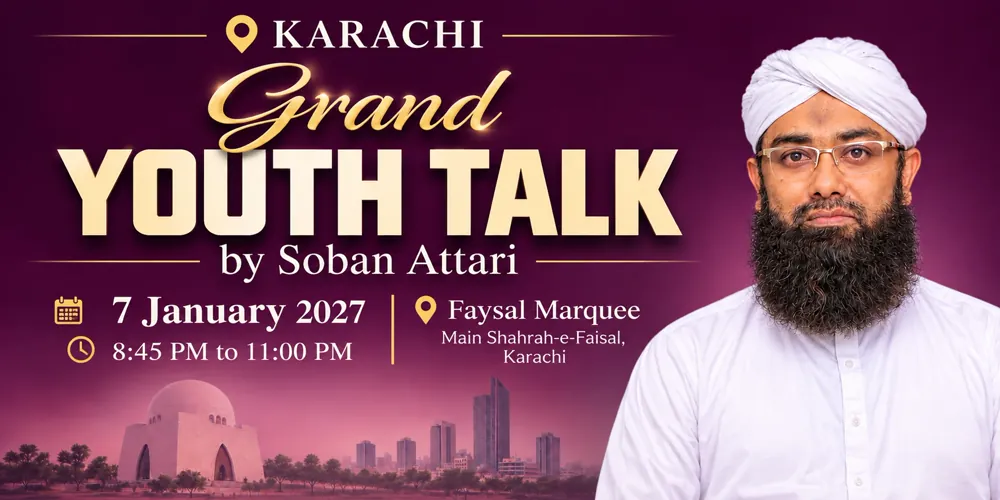 KARACHI
Grand
YOUTH TALK
by Soban Attari
7 January 2027
8:45 PM to 11:00 PM
Faysal Marquee
Main Shahrah-e-Faisal,
Karachi